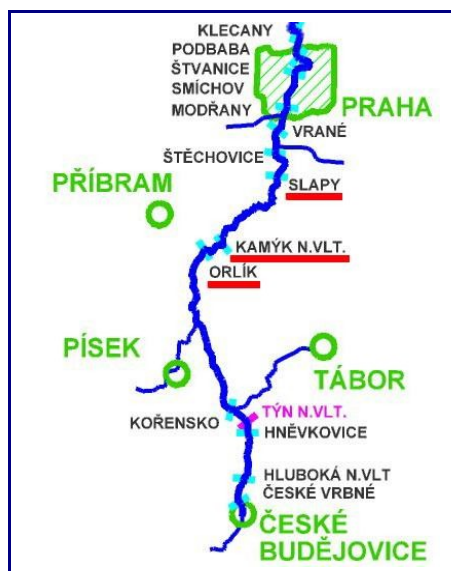 KLECANY
PODBABA
ŠTVANICE
SMÍCHOV
MODŘANY
PRAHA
VRANÉ
ŠTĚCHOVICE
PŘÍBRAM
SLAPY
KAMÝK N.VLT.
ORLÍK
PÍSEK
TÁBOR
TÝN N.VLT.
KOŘENSKO
HNĚVKOVICE
HLUBOKÁ N.VLT
ČESKÉ VRBNÉ
ČESKÉ
BUDĚJOVICE